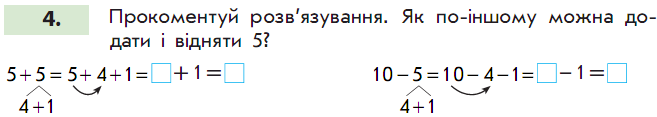 4. Прокоментуй розв'язування. Як по-іншому можна до-
дати і відняти 5?
5+5=5+4+1=□+1=□ 10−5=10−4−1=□−1=□
4+1 4+1